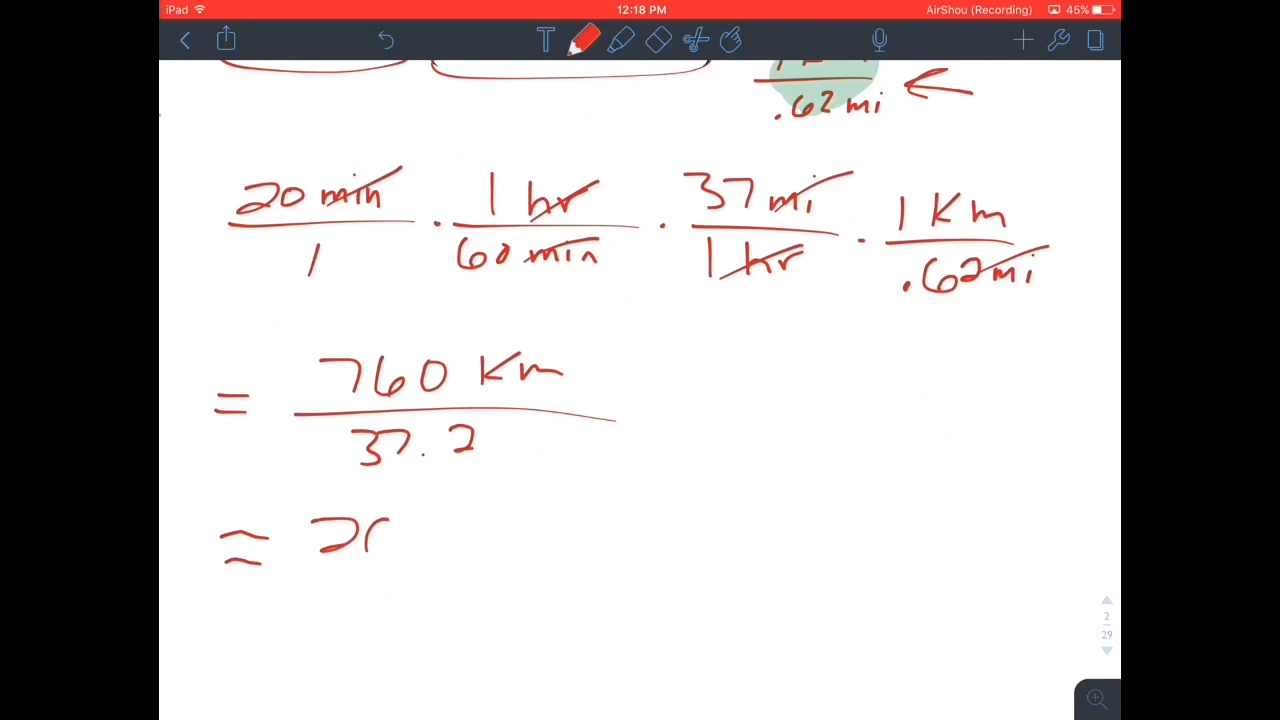 iPad 12:18 PM AirShou (Recording) 45%
T
.62 mi
20 min 1 hr 37 mi 1 Km
1 · 60 min · 1 hr · .62 mi
= 760 Km
37.2
≈ 20
2
29